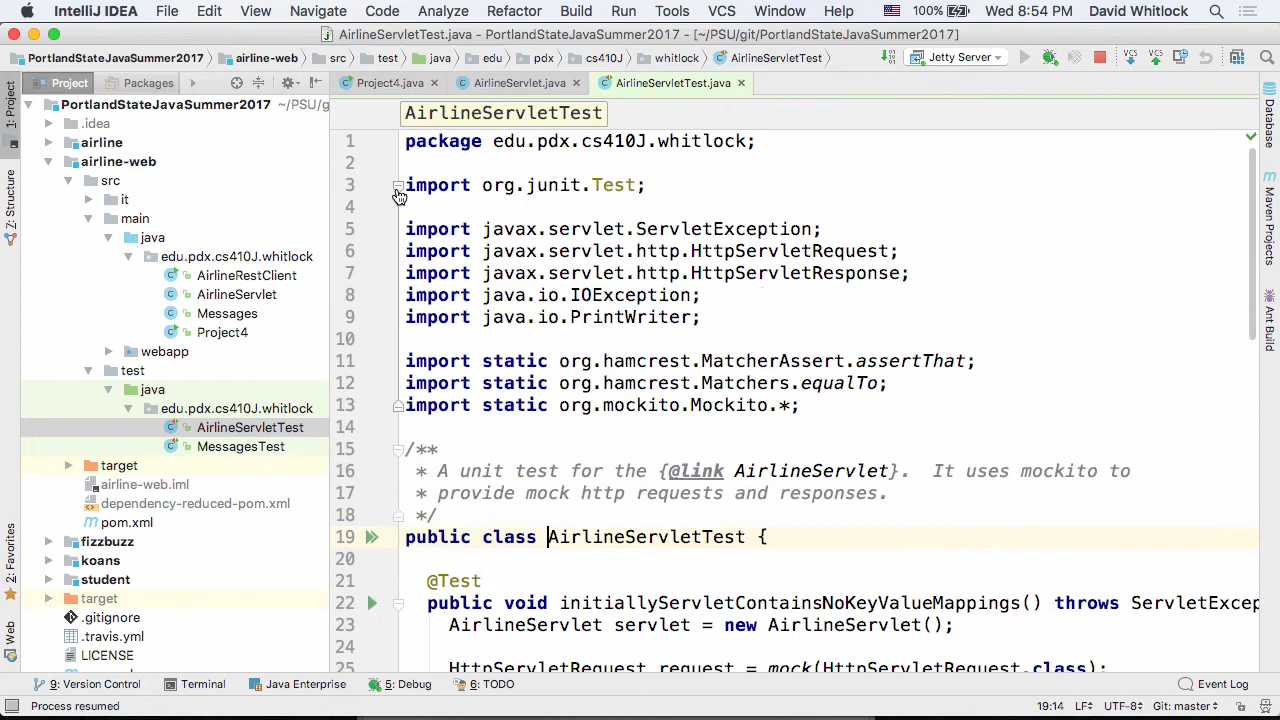 IntelliJ IDEA File Edit View Navigate Code Analyze Refactor Build Run Tools VCS Window Help 100% Wed 8:54 PM David Whitlock
AirlineServletTest.java - PortlandStateJavaSummer2017 - [~/PSU/git/PortlandStateJavaSummer2017]
PortlandStateJavaSummer2017 airline-web src test java edu pdx cs410J whitlock AirlineServletTest Jetty Server VCS VCS
Project Packages Project4.java AirlineServlet.java AirlineServletTest.java
1: Project
Z: Structure
2: Favorites
Web
PortlandStateJavaSummer2017 ~/PSU/g
.idea
airline
airline-web
src
it
main
java
edu.pdx.cs410J.whitlock
AirlineRestClient
AirlineServlet
Messages
Project4
webapp
test
java
edu.pdx.cs410J.whitlock
AirlineServletTest
MessagesTest
target
airline-web.iml
dependency-reduced-pom.xml
pom.xml
fizzbuzz
koans
student
target
.gitignore
.travis.yml
LICENSE
AirlineServletTest
1 package edu.pdx.cs410J.whitlock;
2
3 import org.junit.Test;
4
5 import javax.servlet.ServletException;
6 import javax.servlet.http.HttpServletRequest;
7 import javax.servlet.http.HttpServletResponse;
8 import java.io.IOException;
9 import java.io.PrintWriter;
10
11 import static org.hamcrest.MatcherAssert.assertThat;
12 import static org.hamcrest.Matchers.equalTo;
13 import static org.mockito.Mockito.*;
14
15 /**
16 * A unit test for the {@link AirlineServlet}. It uses mockito to
17 * provide mock http requests and responses.
18 */
19 public class AirlineServletTest {
20
21 @Test
22 public void initiallyServletContainsNoKeyValueMappings() throws ServletExcep
23 AirlineServlet servlet = new AirlineServlet();
24
25 HttpServletRequest request = mock(HttpServletRequest.class);
Database
Maven Projects
Ant Build
9: Version Control Terminal Java Enterprise 5: Debug 6: TODO Event Log
Process resumed 19:14 LF÷ UTF-8÷ Git: master÷